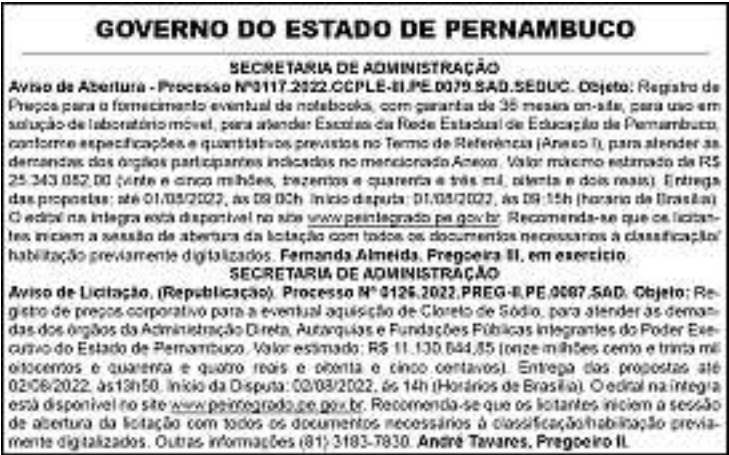 GOVERNO DO ESTADO DE PERNAMBUCO
SECRETARIA DE ADMINISTRAÇÃO
Aviso de Abertura - Processo Nº0117.2022.CCPLE-III.PE.0079.SAD.SEDUC. Objeto: Registro de
Preços para o fornecimento eventual de notebooks, com garantia de 36 meses on-site, para uso em
solução de laboratório móvel, para atender Escolas da Rede Estadual de Educação de Pernambuco,
conforme especificações e quantitativos previstos no Termo de Referência (Anexo I), para atender as
demandas dos órgãos participantes indicados no mencionado Anexo. Valor máximo estimado de R$
25.343.082,00 (vinte e cinco milhões, trezentos e quarenta e três mil, oitenta e dois reais). Entrega
das propostas: até 01/08/2022, às 09:00h. Início disputa: 01/08/2022, às 09:15h (horário de Brasília).
O edital na íntegra está disponível no site www.peintegrado.pe.gov.br. Recomenda-se que os licitan-
tes iniciem a sessão de abertura da licitação com todos os documentos necessários à classificação/
habilitação previamente digitalizados. Fernanda Almeida. Pregoeira III, em exercício.
SECRETARIA DE ADMINISTRAÇÃO
Aviso de Licitação. (Republicação). Processo Nº 0126.2022.PREG-II.PE.0087.SAD. Objeto: Re-
gistro de preços corporativo para a eventual aquisição de Cloreto de Sódio, para atender às deman-
das dos órgãos da Administração Direta, Autarquias e Fundações Públicas integrantes do Poder Exe-
cutivo do Estado de Pernambuco. Valor estimado: R$ 11.130.844,85 (onze milhões cento e trinta mil
oitocentos e quarenta e quatro reais e oitenta e cinco centavos). Entrega das propostas até
02/08/2022, às13h50. Início da Disputa: 02/08/2022, às 14h (Horários de Brasília). O edital na íntegra
está disponível no site www.peintegrado.pe.gov.br. Recomenda-se que os licitantes iniciem a sessão
de abertura da licitação com todos os documentos necessários à classificação/habilitação previa-
mente digitalizados. Outras informações (81) 3183-7830. André Tavares, Pregoeiro II.